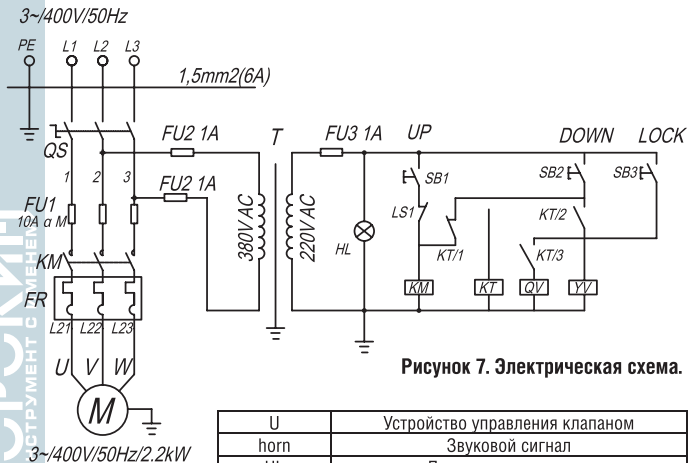 3~/400V/50Hz
PE L1 L2 L3
1,5mm2(6A)
QS
FU2 1A
T
FU3 1A
UP
DOWN
LOCK
1 2 3
FU2 1A
SB1
SB2
SB3
FU1
10A a M
380V AC
220V AC
HL
LS1
KT/1
KT/2
KT/3
KM
KM
KT
QV
YV
FR
L21 L22 L23
U V W
M
3~/400V/50Hz/2.2kW
Рисунок 7. Электрическая схема.
U Устройство управления клапаном
horn Звуковой сигнал